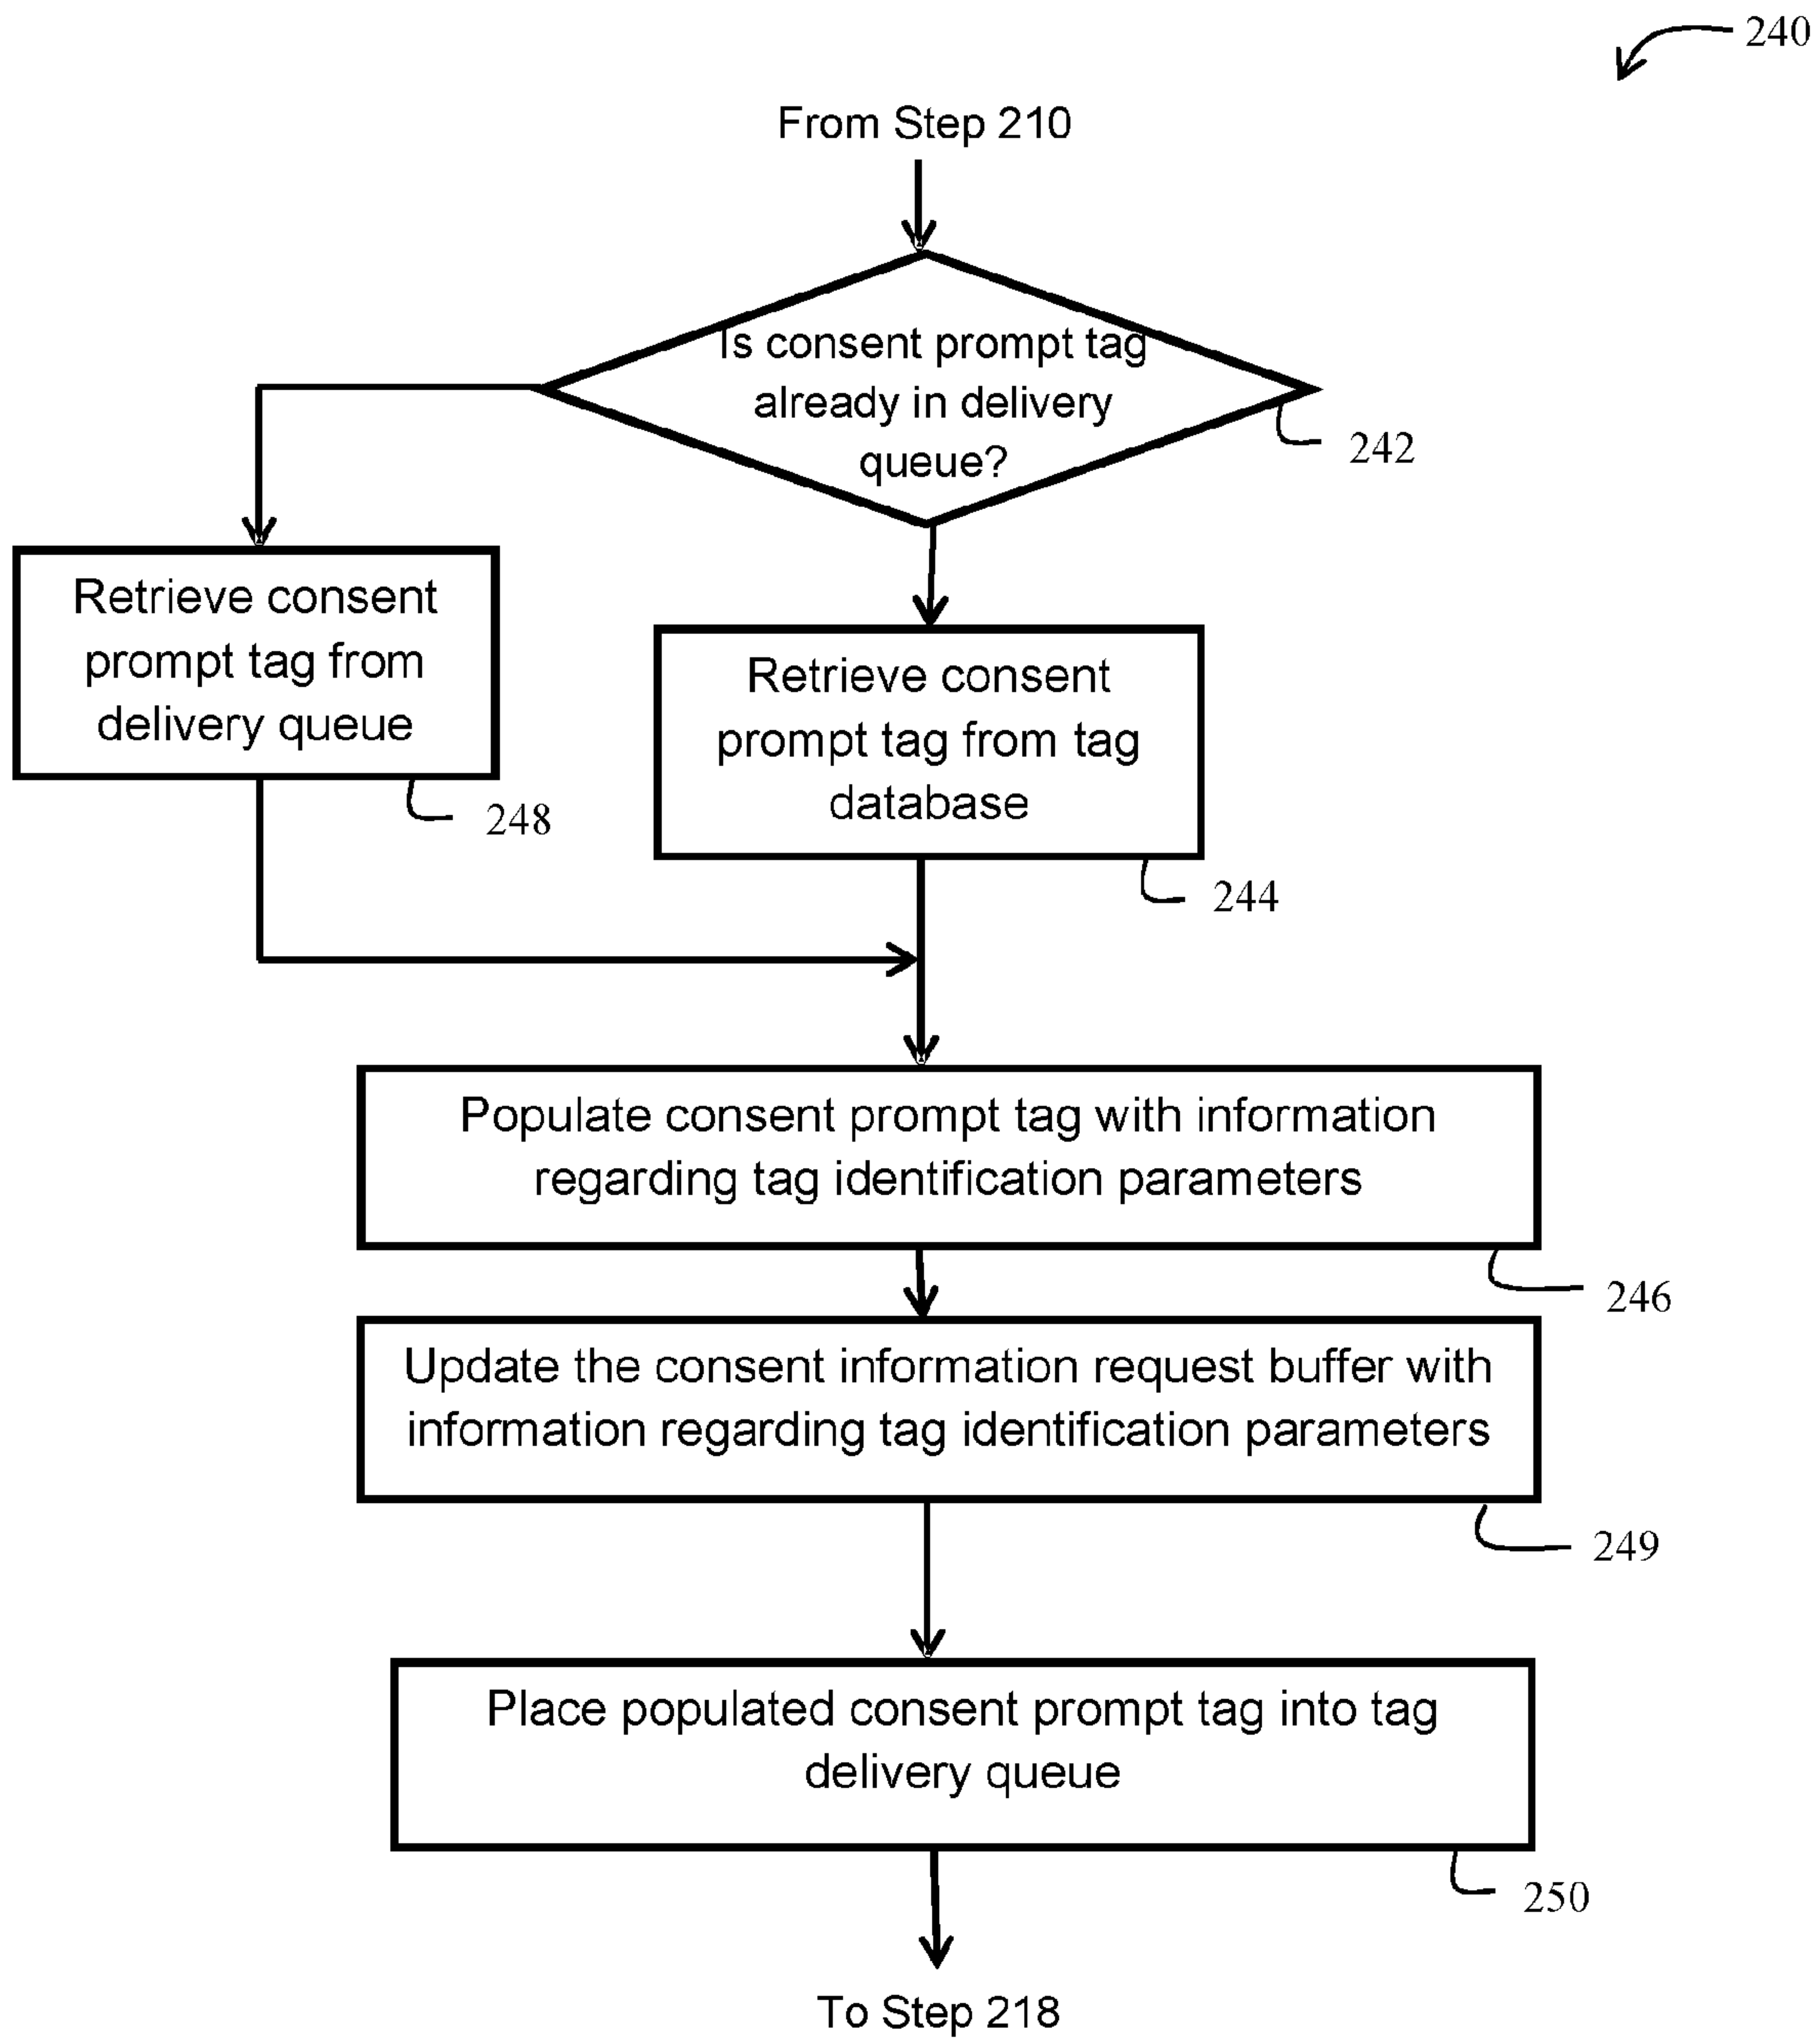 240
From Step 210
Is consent prompt tag
already in delivery
queue?
242
Retrieve consent
prompt tag from
delivery queue
248
Retrieve consent
prompt tag from tag
database
244
Populate consent prompt tag with information
regarding tag identification parameters
246
Update the consent information request buffer with
information regarding tag identification parameters
249
Place populated consent prompt tag into tag
delivery queue
250
To Step 218